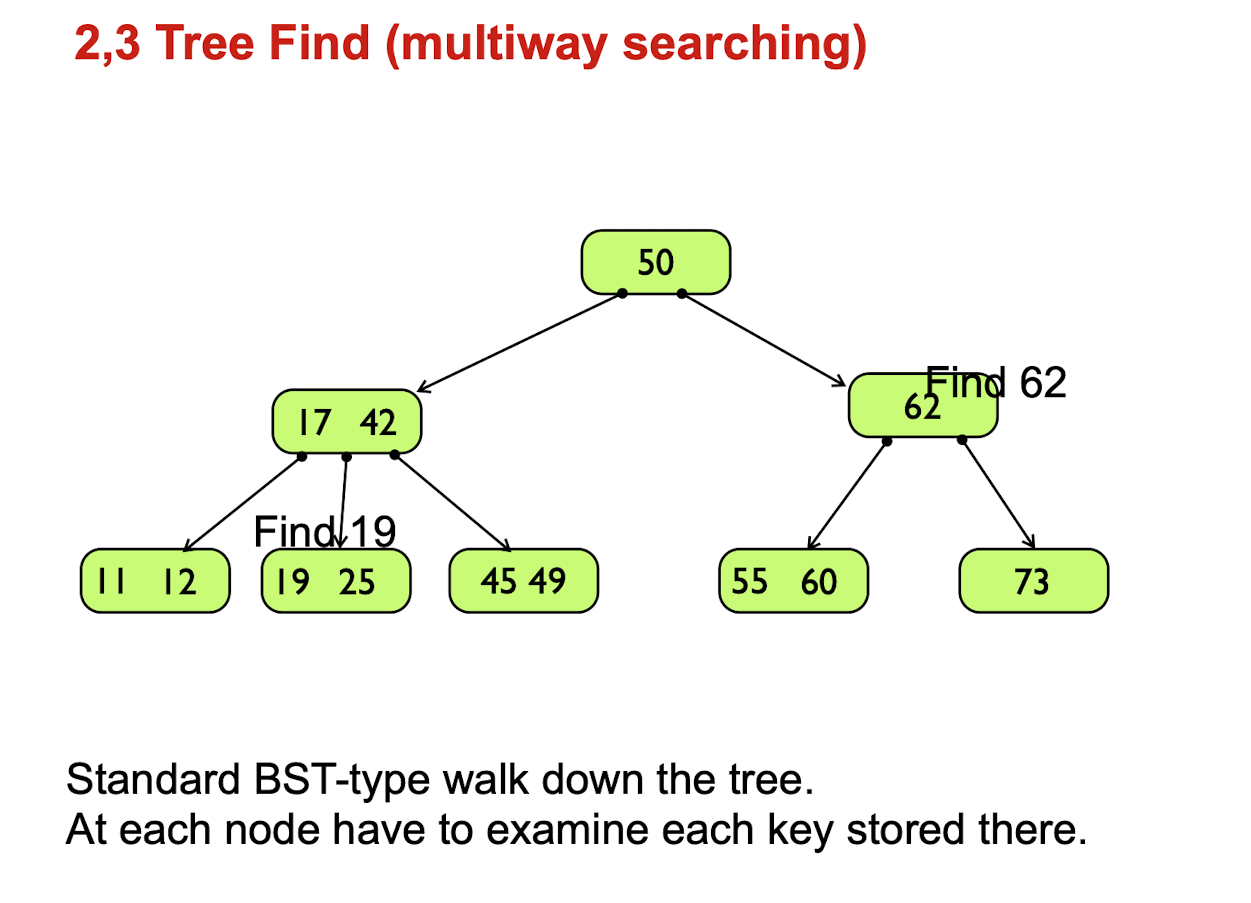 2,3 Tree Find (multiway searching)
50
Find 62
17 42
62
Find 19
11 12
19 25
45 49
55 60
73
Standard BST-type walk down the tree.
At each node have to examine each key stored there.